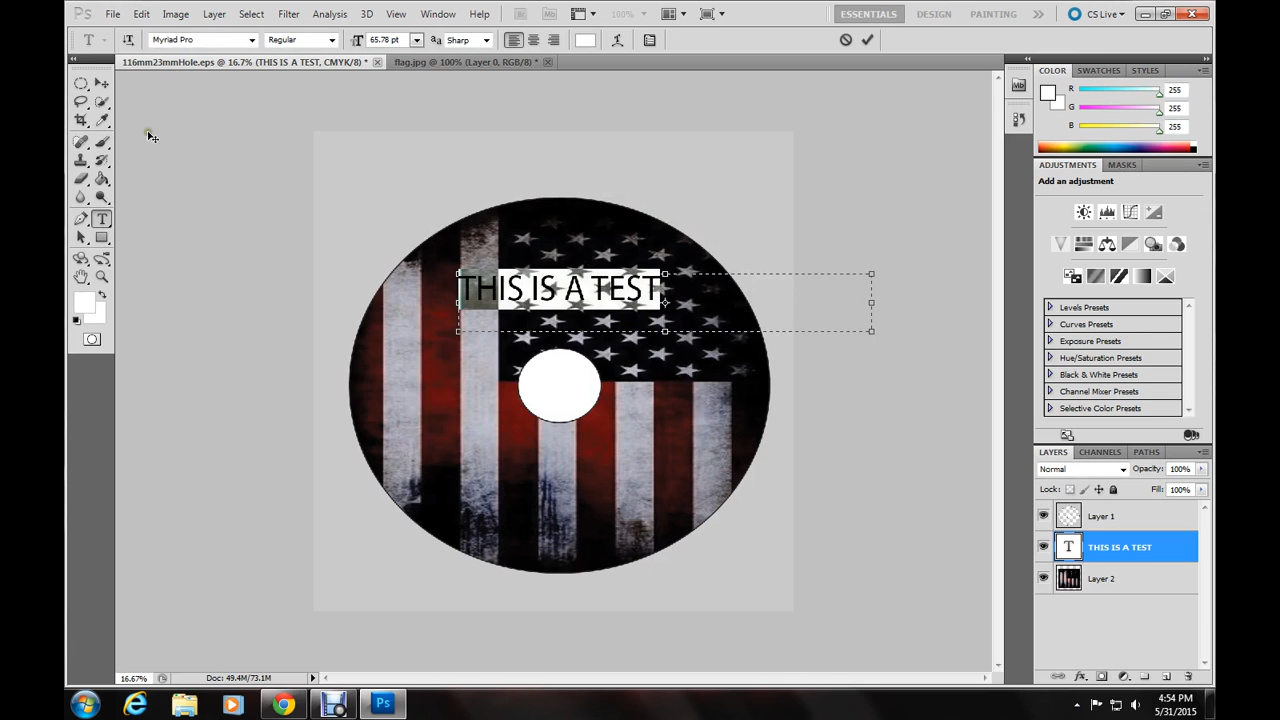 Ps File Edit Image Layer Select Filter Analysis 3D View Window Help Br Mb 100% ESSENTIALS DESIGN PAINTING CS Live
T Myriad Pro Regular T 65.78 pt aa Sharp
116mm23mmHole.eps @ 16.7% (THIS IS A TEST, CMYK/8) * flag.jpg @ 100% (Layer 0, RGB/8) *
Mb
COLOR SWATCHES STYLES
R 255
G 255
B 255
ADJUSTMENTS MASKS
Add an adjustment
THIS IS A TEST
Levels Presets
Curves Presets
Exposure Presets
Hue/Saturation Presets
Black & White Presets
Channel Mixer Presets
Selective Color Presets
LAYERS CHANNELS PATHS
Normal Opacity: 100%
Lock: Fill: 100%
Layer 1
T THIS IS A TEST
Layer 2
16.67% Doc: 49.4M/73.1M
Ps
4:54 PM
5/31/2015